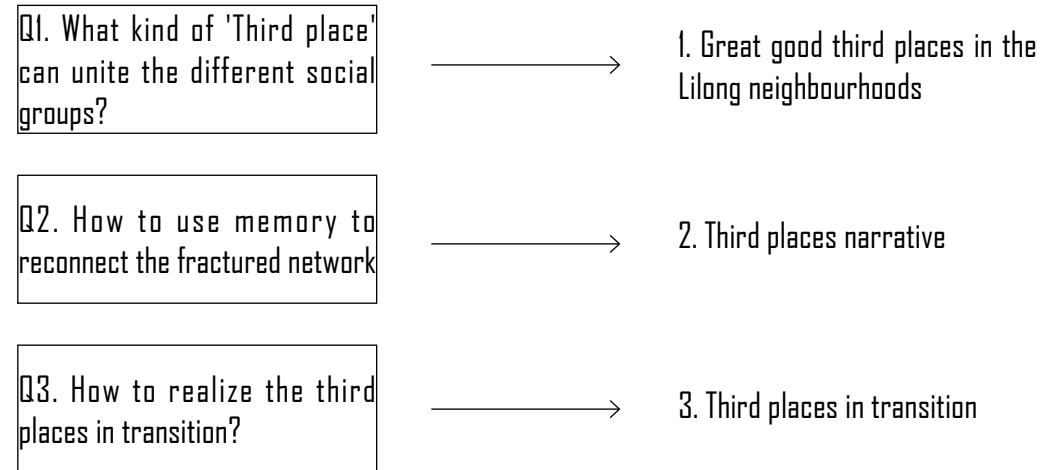 Q1. What kind of 'Third place'
can unite the different social
groups?
1. Great good third places in the
Lilong neighbourhoods
Q2. How to use memory to
reconnect the fractured network
2. Third places narrative
Q3. How to realize the third
places in transition?
3. Third places in transition